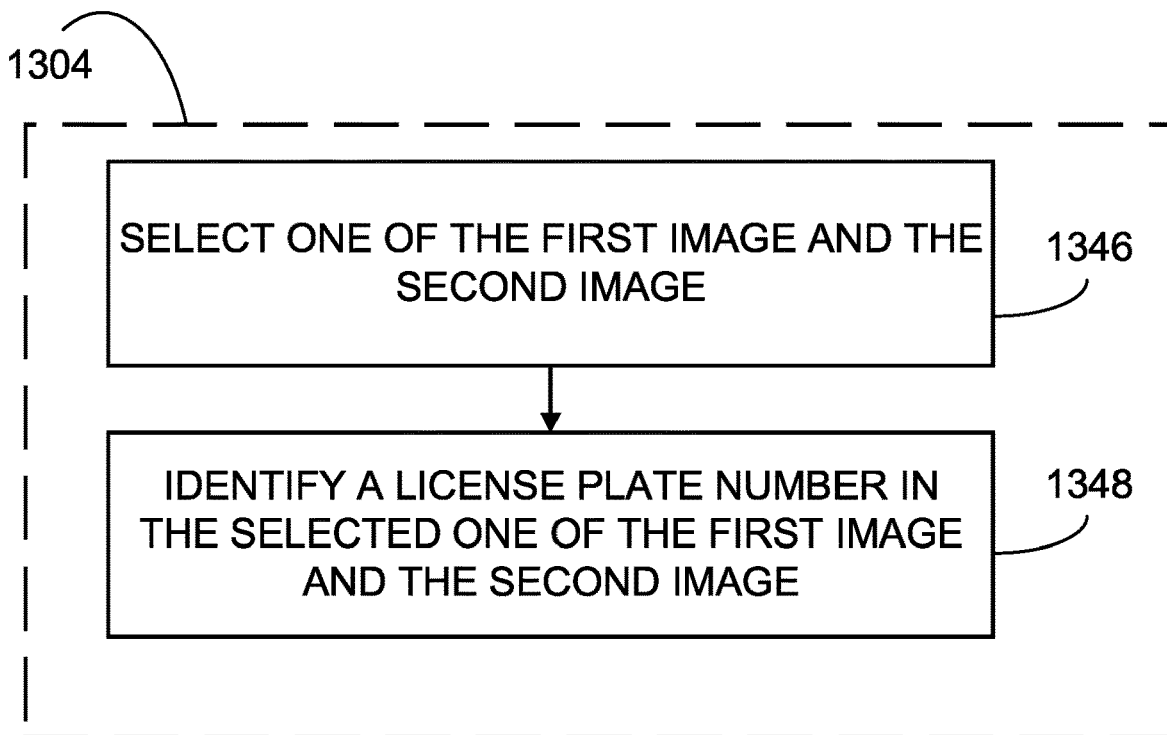 1304
SELECT ONE OF THE FIRST IMAGE AND THE
SECOND IMAGE
1346
IDENTIFY A LICENSE PLATE NUMBER IN
THE SELECTED ONE OF THE FIRST IMAGE
AND THE SECOND IMAGE
1348